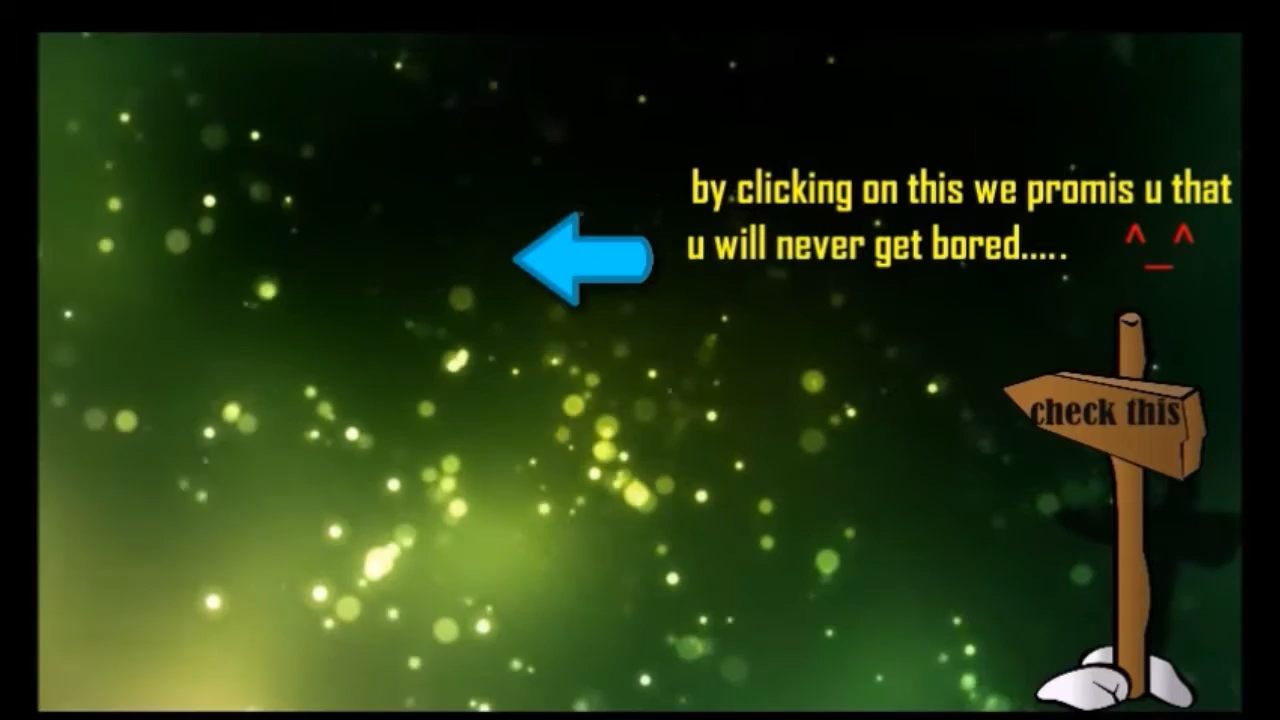 by clicking on this we promis u that
u will never get bored..... ^_^
check this